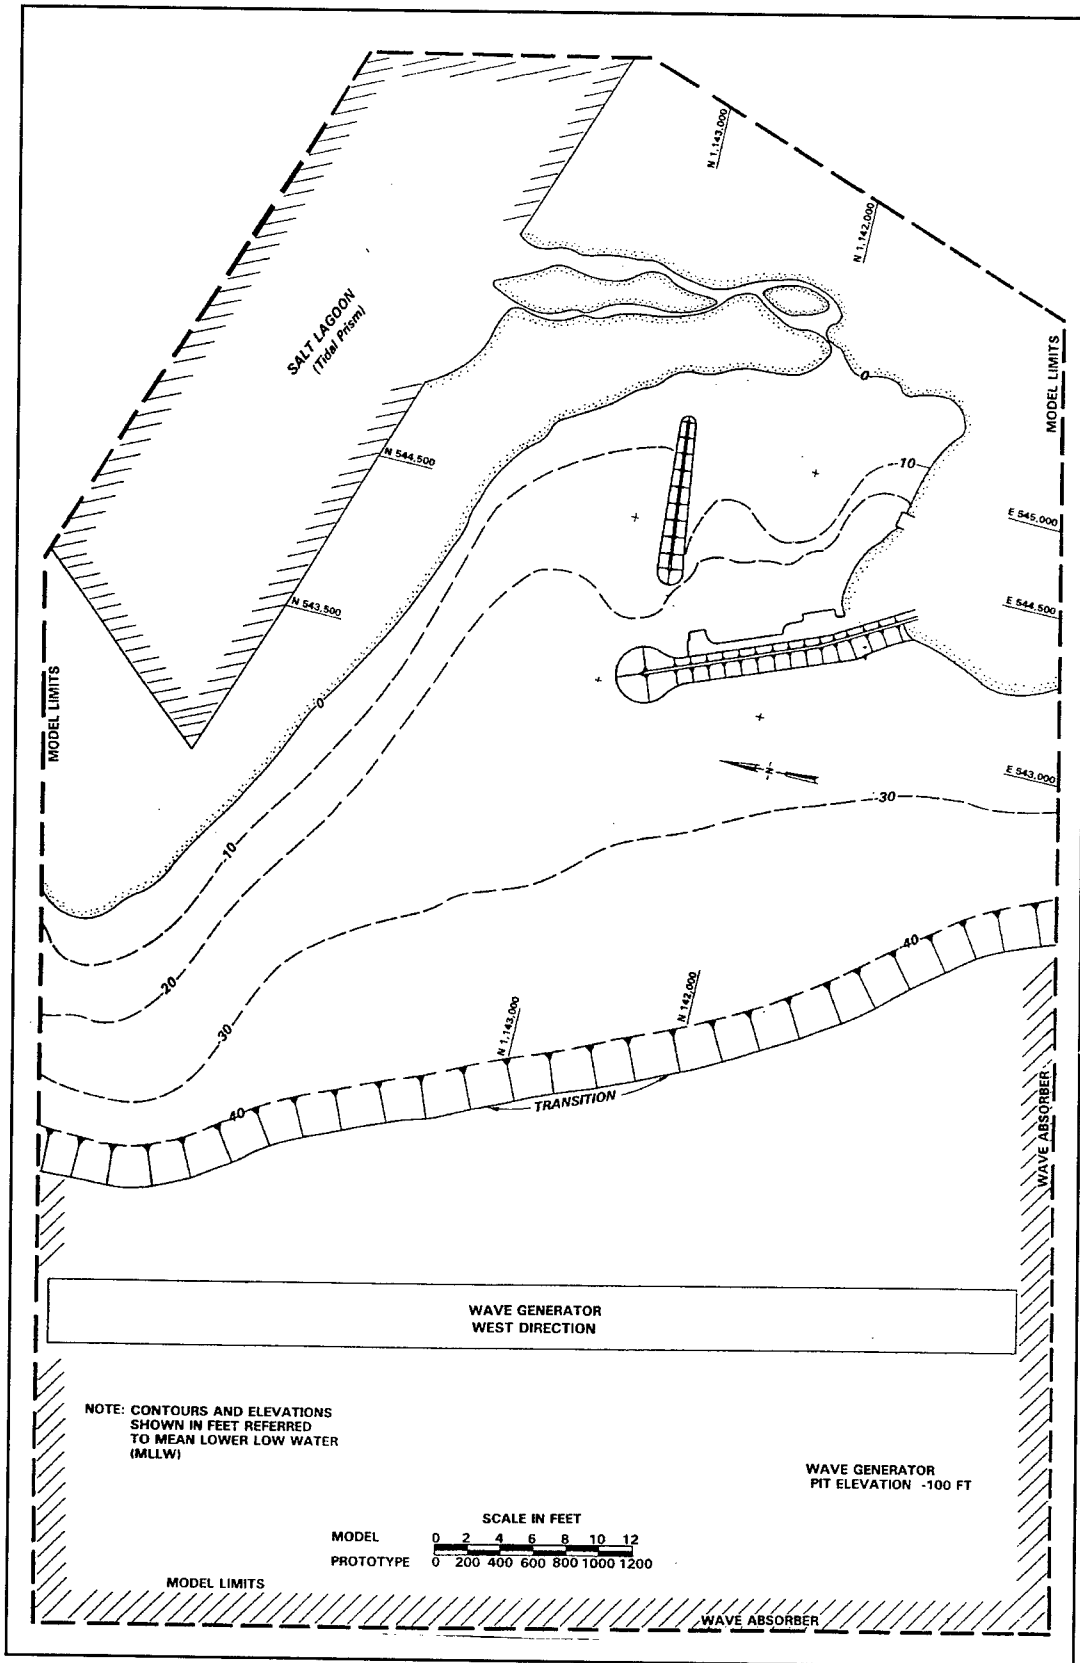 N 1,143,000
N 1,142,000
SALT LAGOON
(Tidal Prism)
MODEL LIMITS
0
N 544,500
-10
E 545,000
N 543,500
E 544,500
MODEL LIMITS
0
N
E 543,000
-30
-10
-20
-40
-30
N 1,143,000
N 142,000
-40
TRANSITION
WAVE ABSORBER
WAVE GENERATOR
WEST DIRECTION
NOTE: CONTOURS AND ELEVATIONS
SHOWN IN FEET REFERRED
TO MEAN LOWER LOW WATER
(MLLW)
WAVE GENERATOR
PIT ELEVATION -100 FT
SCALE IN FEET
MODEL 0 2 4 6 8 10 12
PROTOTYPE 0 200 400 600 800 1000 1200
MODEL LIMITS
WAVE ABSORBER